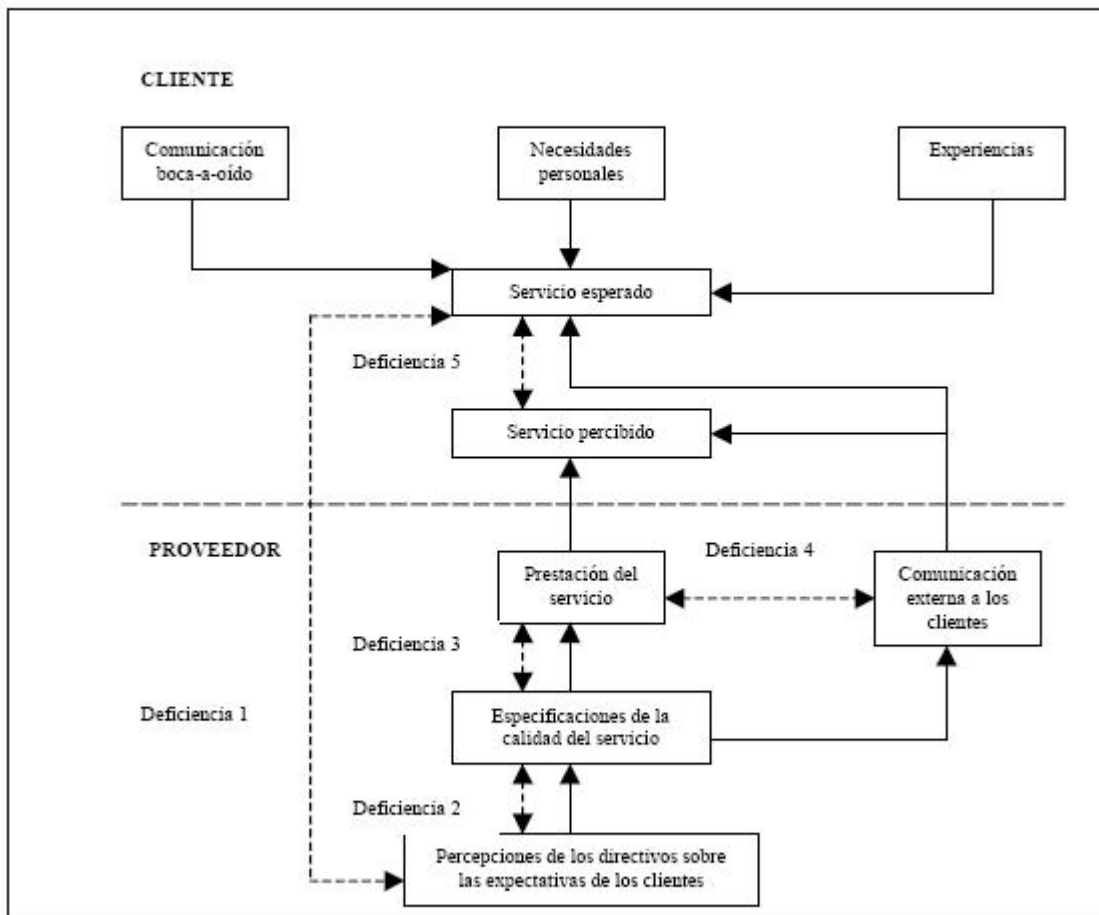 CLIENTE
Comunicación
boca-a-oído
Necesidades
personales
Experiencias
Servicio esperado
Deficiencia 5
Servicio percibido
PROVEEDOR
Deficiencia 4
Prestación del
servicio
Comunicación
externa a los
clientes
Deficiencia 3
Deficiencia 1
Especificaciones de la
calidad del servicio
Deficiencia 2
Percepciones de los directivos sobre
las expectativas de los clientes